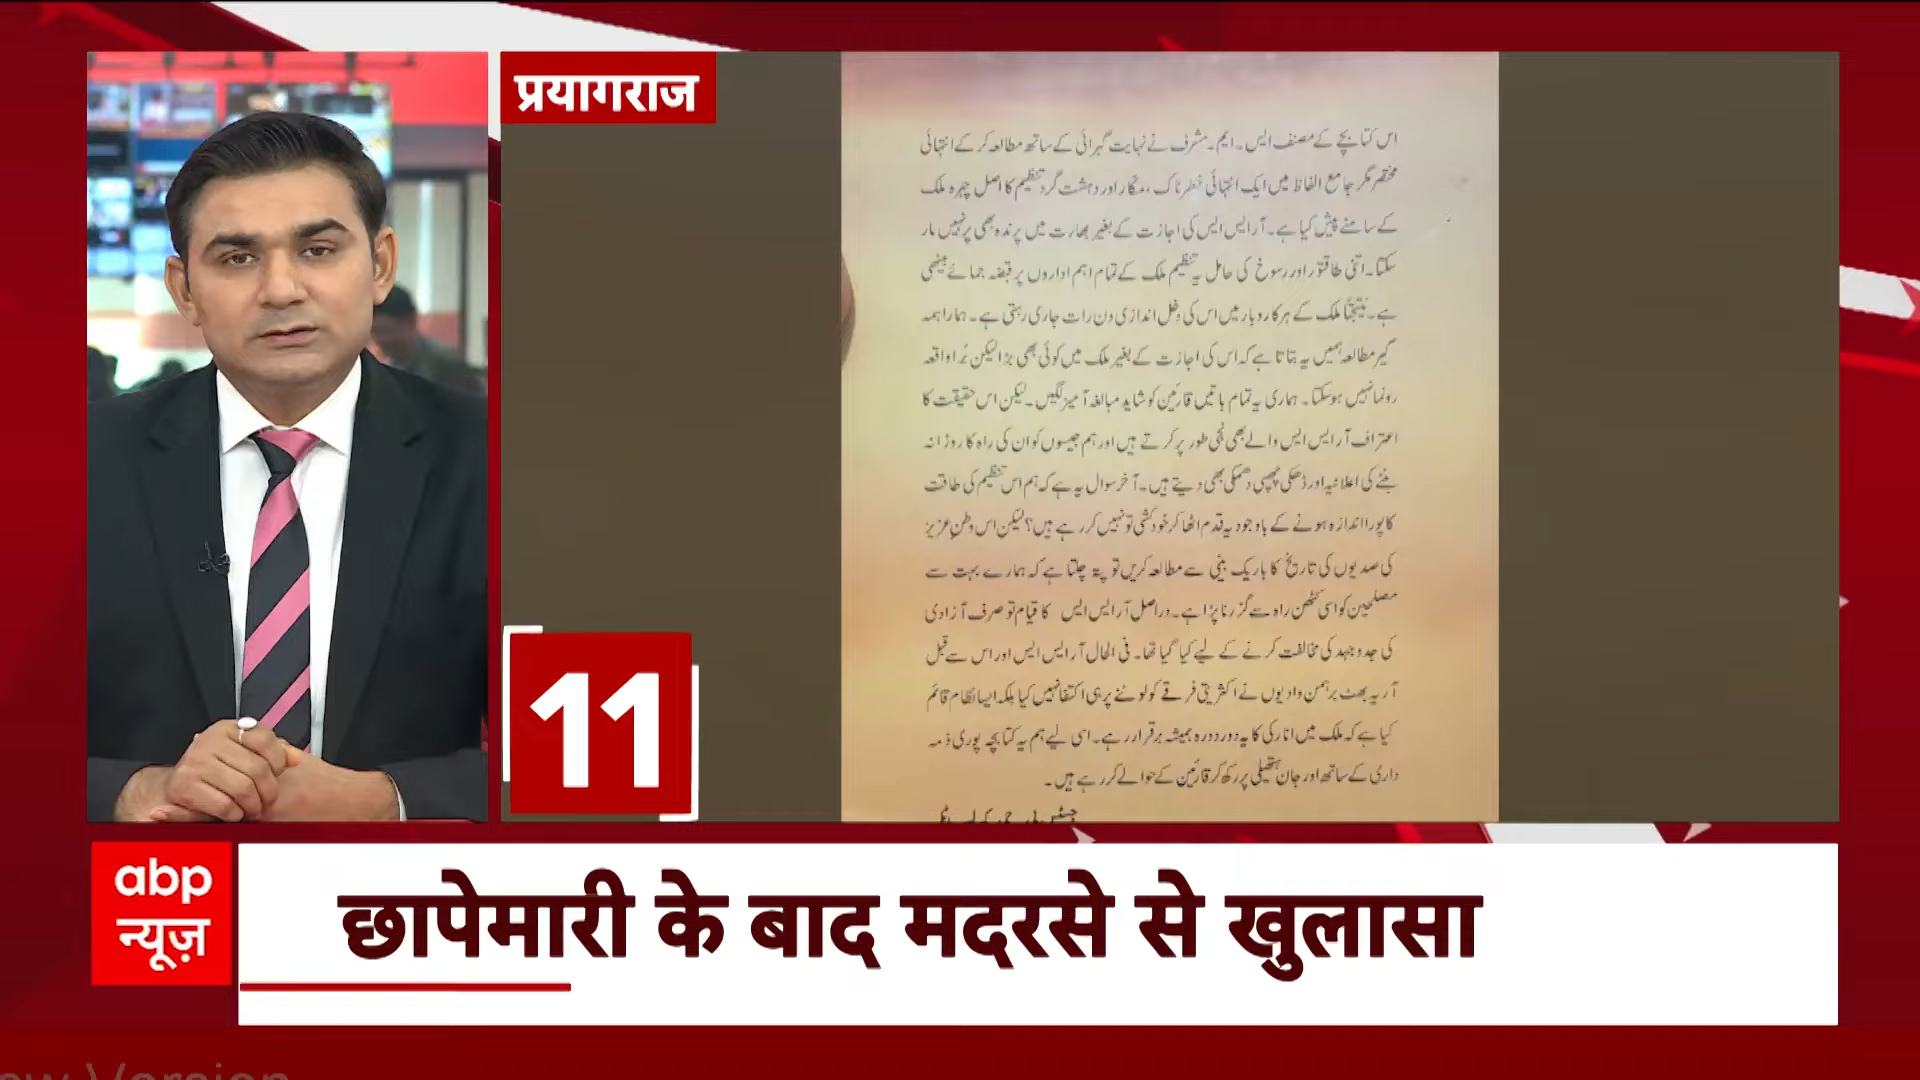 प्रयागराज
اس کتابچے کے مصنف ایس۔ایم۔مشرف نے نہایت گہرائی کے ساتھ مطالعہ کر کے انتہائی
مختصر مگر جامع الفاظ میں ایک انتہائی خطرناک، مکار اور دہشت گرد تنظیم کا اصل چہرہ ملک
کے سامنے پیش کیا ہے۔ آر ایس ایس کی اجازت کے بغیر بھارت میں پرندہ بھی پر نہیں مار
سکتا۔ اتنی طاقتور اور رسوخ کی حامل یہ تنظیم ملک کے تمام اہم اداروں پر قبضہ جمائے بیٹھی
ہے۔ نتیجتاً ملک کے ہر کاروبار میں اس کی دخل اندازی دن رات جاری رہتی ہے۔ ہمارا ہمہ
گیر مطالعہ ہمیں یہ بتاتا ہے کہ اس کی اجازت کے بغیر ملک میں کوئی بھی بڑا لیکن بُرا واقعہ
رونما نہیں ہوسکتا۔ ہماری یہ تمام باتیں قارئین کو شاید مبالغہ آمیز لگیں۔ لیکن اس حقیقت کا
اعتراف آر ایس ایس والے بھی نجی طور پر کرتے ہیں اور ہم جیسوں کو ان کی راہ کا روڑا نہ
بننے کی اعلانیہ اور ڈھکی چھپی دھمکی بھی دیتے ہیں۔ آخر سوال یہ ہے کہ ہم اس تنظیم کی طاقت
کا پورا اندازہ ہونے کے باوجود یہ قدم اٹھا کر خودکشی تو نہیں کر رہے ہیں؟ لیکن اس وطنِ عزیز
کی صدیوں کی تاریخ کا باریک بینی سے مطالعہ کریں تو پتہ چلتا ہے کہ ہمارے بہت سے
مصلحین کو اسی کٹھن راہ سے گزرنا پڑا ہے۔ دراصل آر ایس ایس کا قیام تو صرف آزادی
کی جدوجہد کی مخالفت کرنے کے لیے کیا گیا تھا۔ فی الحال آر ایس ایس اور اس سے قبل
آریہ بھٹ برہمن وادیوں نے اکثریتی فرقے کو لوٹنے پر ہی اکتفا نہیں کیا بلکہ ایسا نظام قائم
کیا ہے کہ ملک میں انارکی کا یہ دور دورہ ہمیشہ برقرار رہے۔ اسی لیے ہم یہ کتابچہ پوری ذمہ
داری کے ساتھ اور جان ہتھیلی پر رکھ کر قارئین کے حوالے کر رہے ہیں۔
11
abp
न्यूज़
छापेमारी के बाद मदरसे से खुलासा